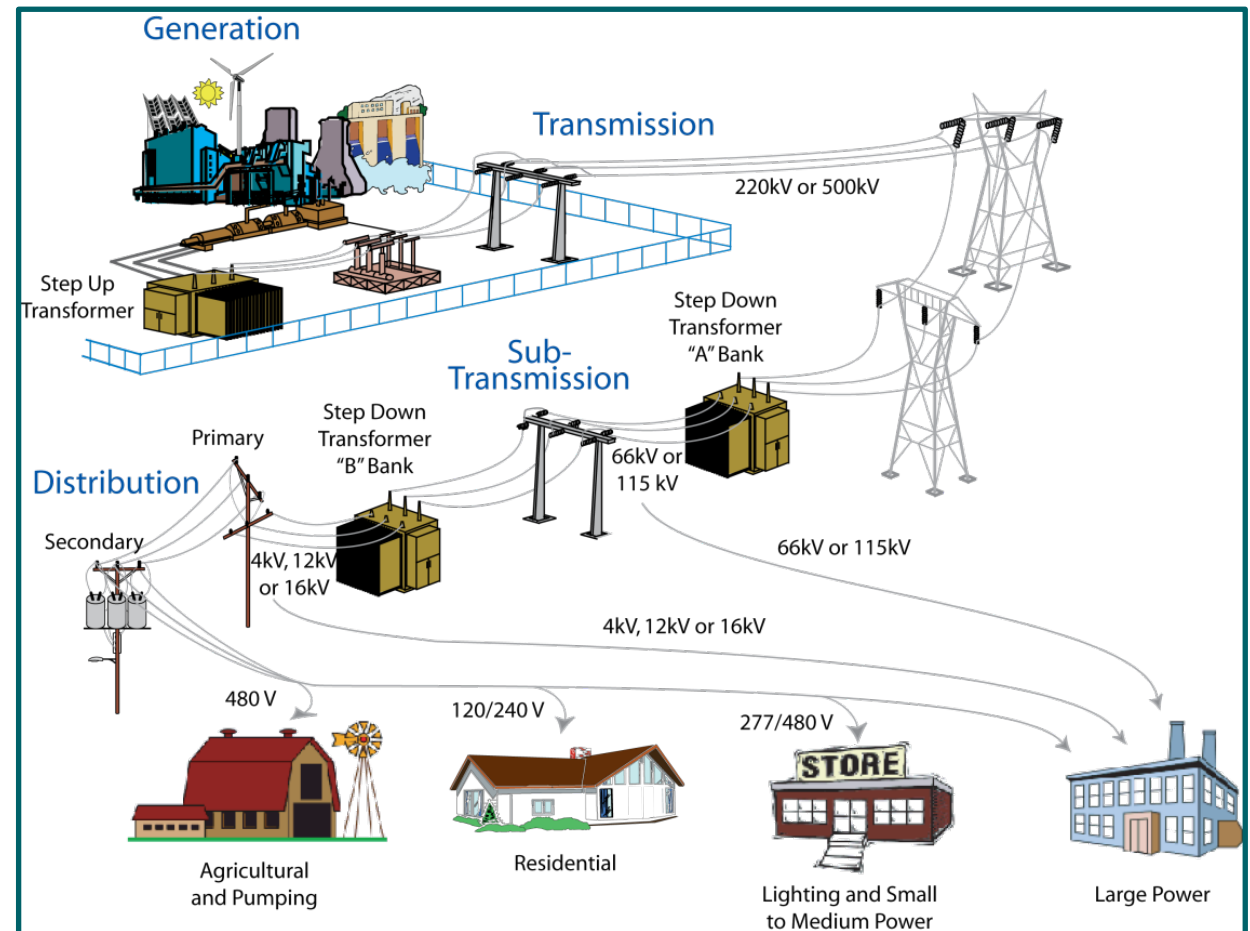 Generation
Transmission
220kV or 500kV
Step Up
Transformer
Step Down
Transformer
"A" Bank
Sub-
Transmission
Step Down
Transformer
"B" Bank
66kV or
115 kV
Primary
Distribution
Secondary
4kV, 12kV
or 16kV
66kV or 115kV
4kV, 12kV or 16kV
480 V
120/240 V
277/480 V
STORE
Agricultural
and Pumping
Residential
Lighting and Small
to Medium Power
Large Power